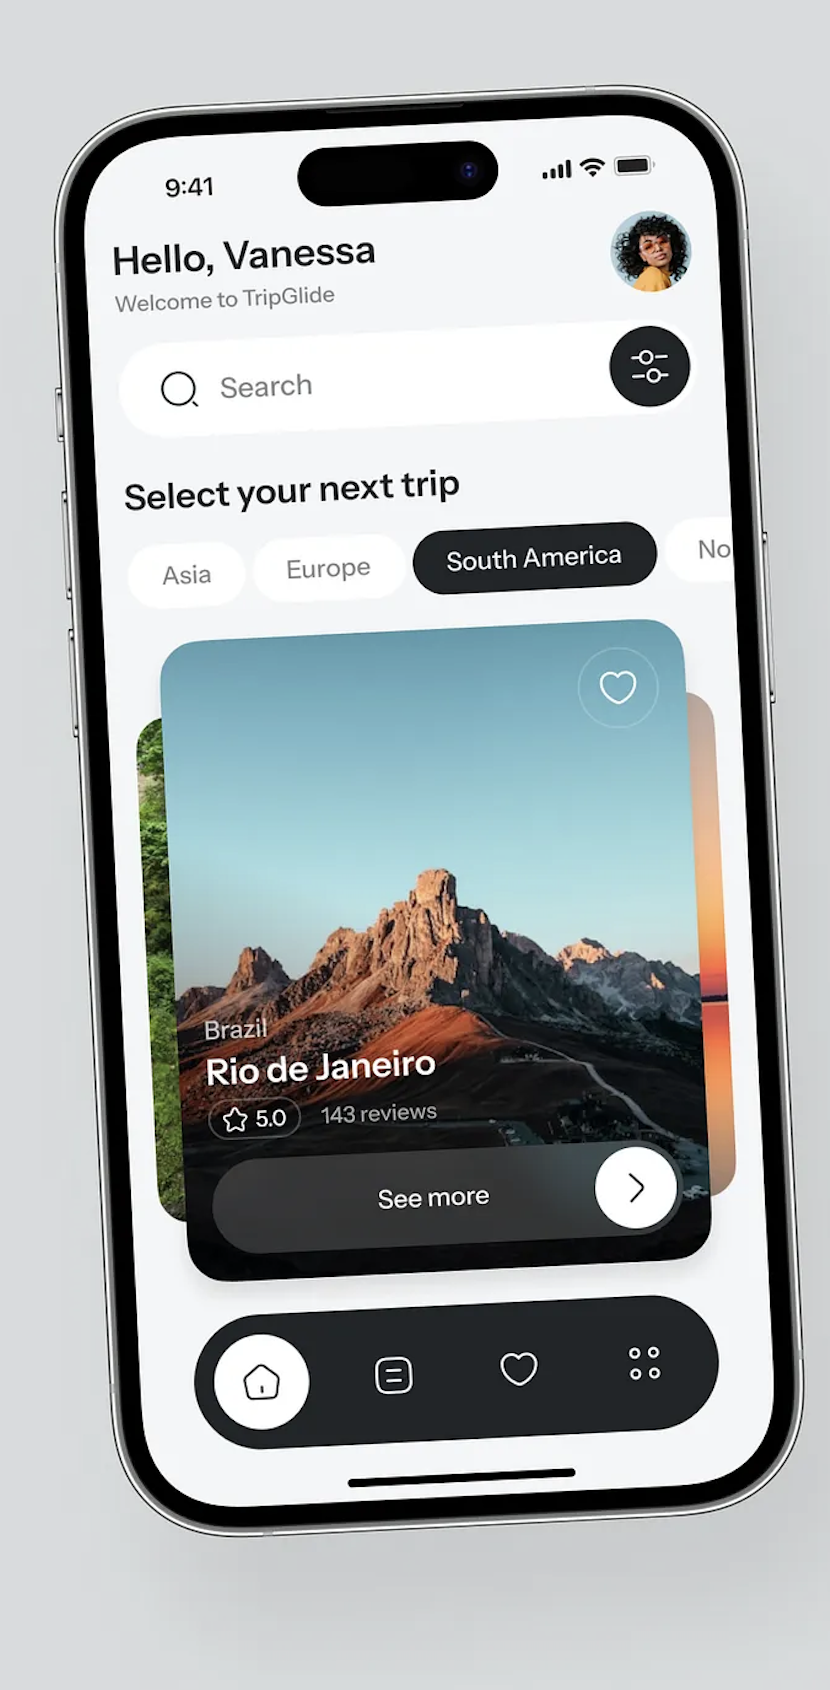 9:41
Hello, Vanessa
Welcome to TripGlide
Search
Select your next trip
Asia
Europe
South America
No
Brazil
Rio de Janeiro
5.0
143 reviews
See more